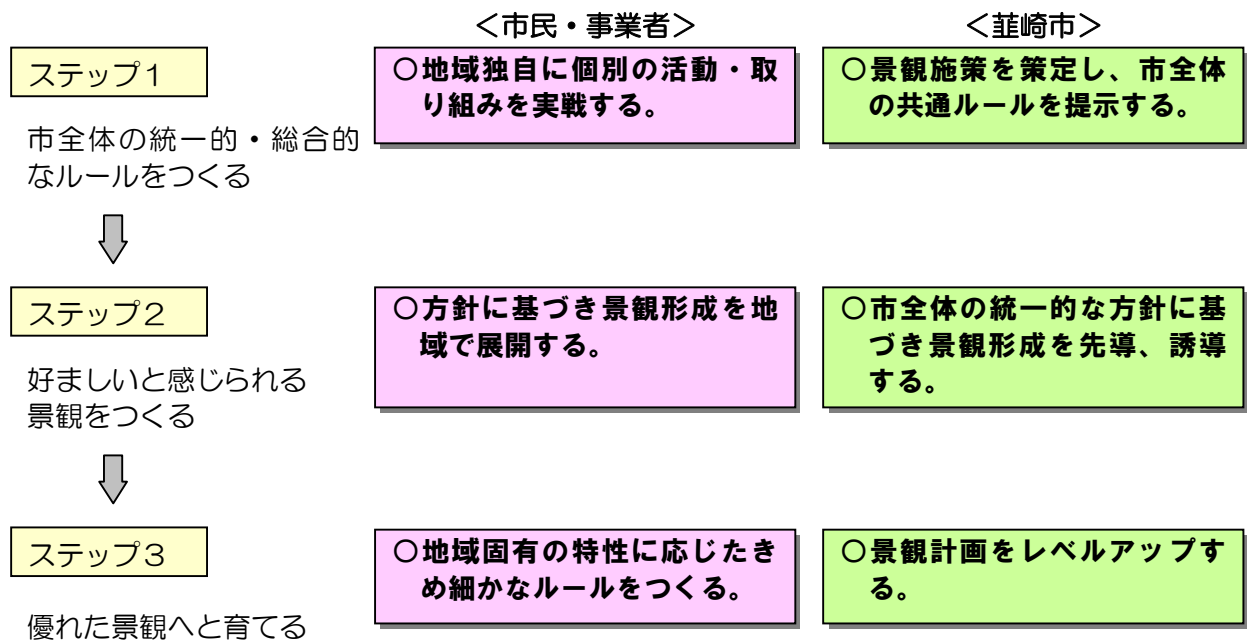 ＜市民・事業者＞
＜韮崎市＞
ステップ１
市全体の統一的・総合的
なルールをつくる
○地域独自に個別の活動・取
り組みを実戦する。
○景観施策を策定し、市全体
の共通ルールを提示する。
ステップ２
好ましいと感じられる
景観をつくる
○方針に基づき景観形成を地
域で展開する。
○市全体の統一的な方針に基
づき景観形成を先導、誘導
する。
ステップ３
優れた景観へと育てる
○地域固有の特性に応じたき
め細かなルールをつくる。
○景観計画をレベルアップす
る。